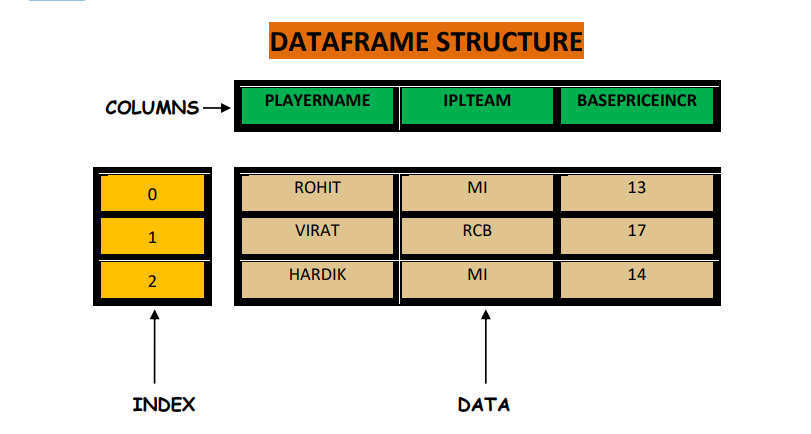 DATAFRAME STRUCTURE
COLUMNS
PLAYERNAME IPLTEAM BASEPRICEINCR
0 ROHIT MI 13
1 VIRAT RCB 17
2 HARDIK MI 14
INDEX DATA